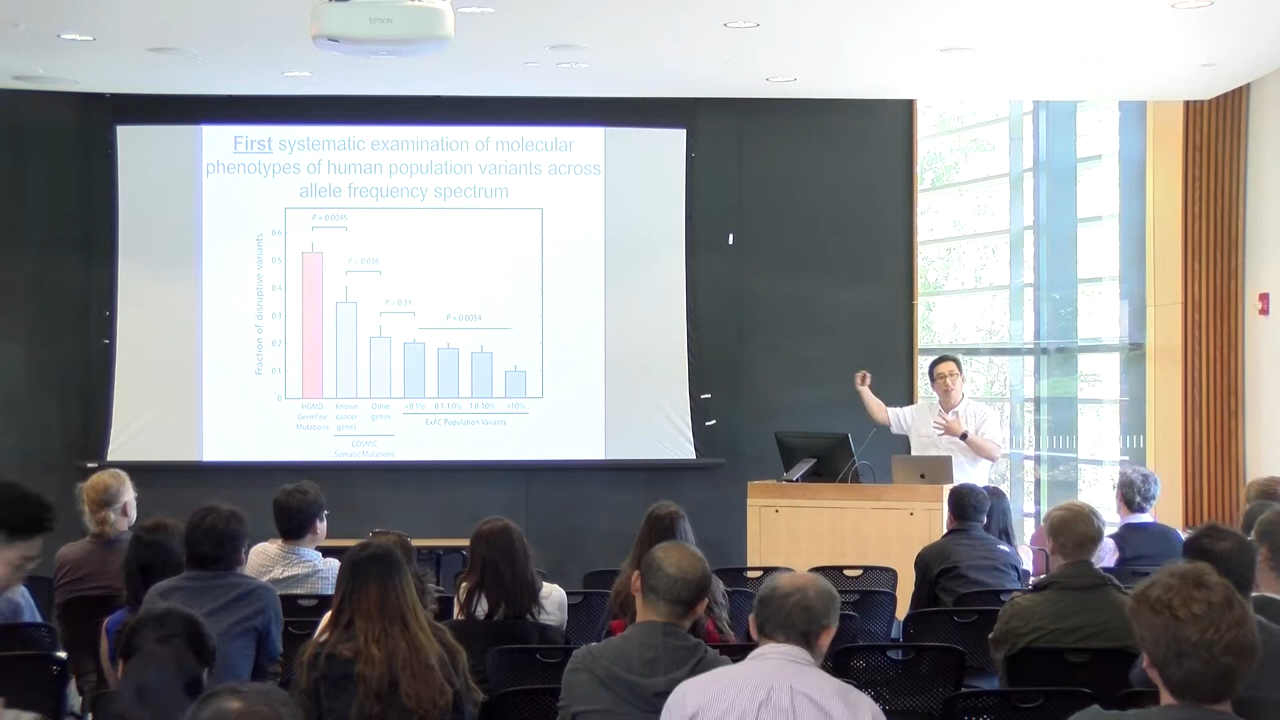 EPSON
First systematic examination of molecular
phenotypes of human population variants across
allele frequency spectrum
P = 0.0045
P = 0.036
P = 0.31
P = 0.0054
Fraction of disruptive variants
0.6
0.5
0.4
0.3
0.2
0.1
0
HGMD
Germline
Mutations
Known
cancer
genes
Other
genes
<0.1%
0.1-1.0%
1.0-10%
>10%
COSMIC
Somatic Mutations
ExAC Population Variants